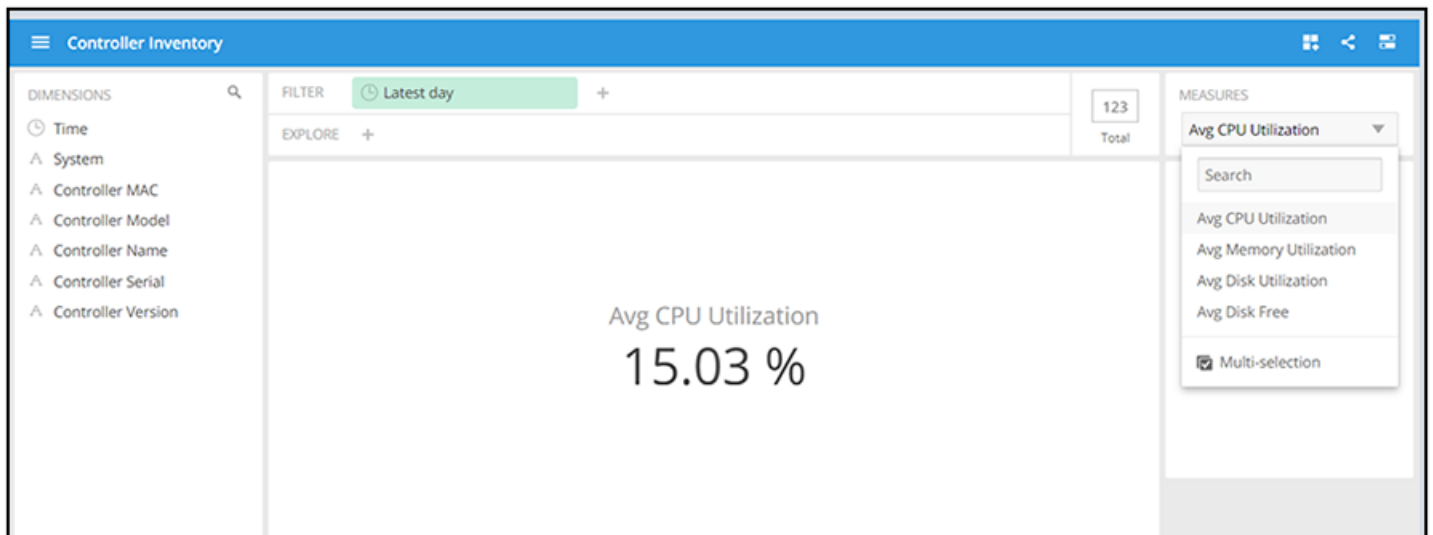 Controller Inventory
DIMENSIONS
Time
System
Controller MAC
Controller Model
Controller Name
Controller Serial
Controller Version
FILTER
Latest day
+
EXPLORE +
123
Total
Avg CPU Utilization
15.03 %
MEASURES
Avg CPU Utilization
Search
Avg CPU Utilization
Avg Memory Utilization
Avg Disk Utilization
Avg Disk Free
Multi-selection